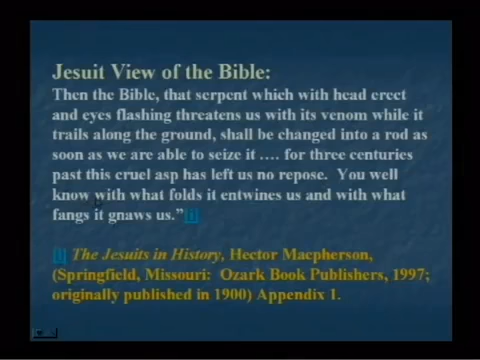 Jesuit View of the Bible:
Then the Bible, that serpent which with head erect
and eyes flashing threatens us with its venom while it
trails along the ground, shall be changed into a rod as
soon as we are able to seize it …. for three centuries
past this cruel asp has left us no repose.  You well
know with what folds it entwines us and with what
fangs it gnaws us.”[i]
[i] The Jesuits in History, Hector Macpherson,
(Springfield, Missouri:  Ozark Book Publishers, 1997;
originally published in 1900) Appendix 1.